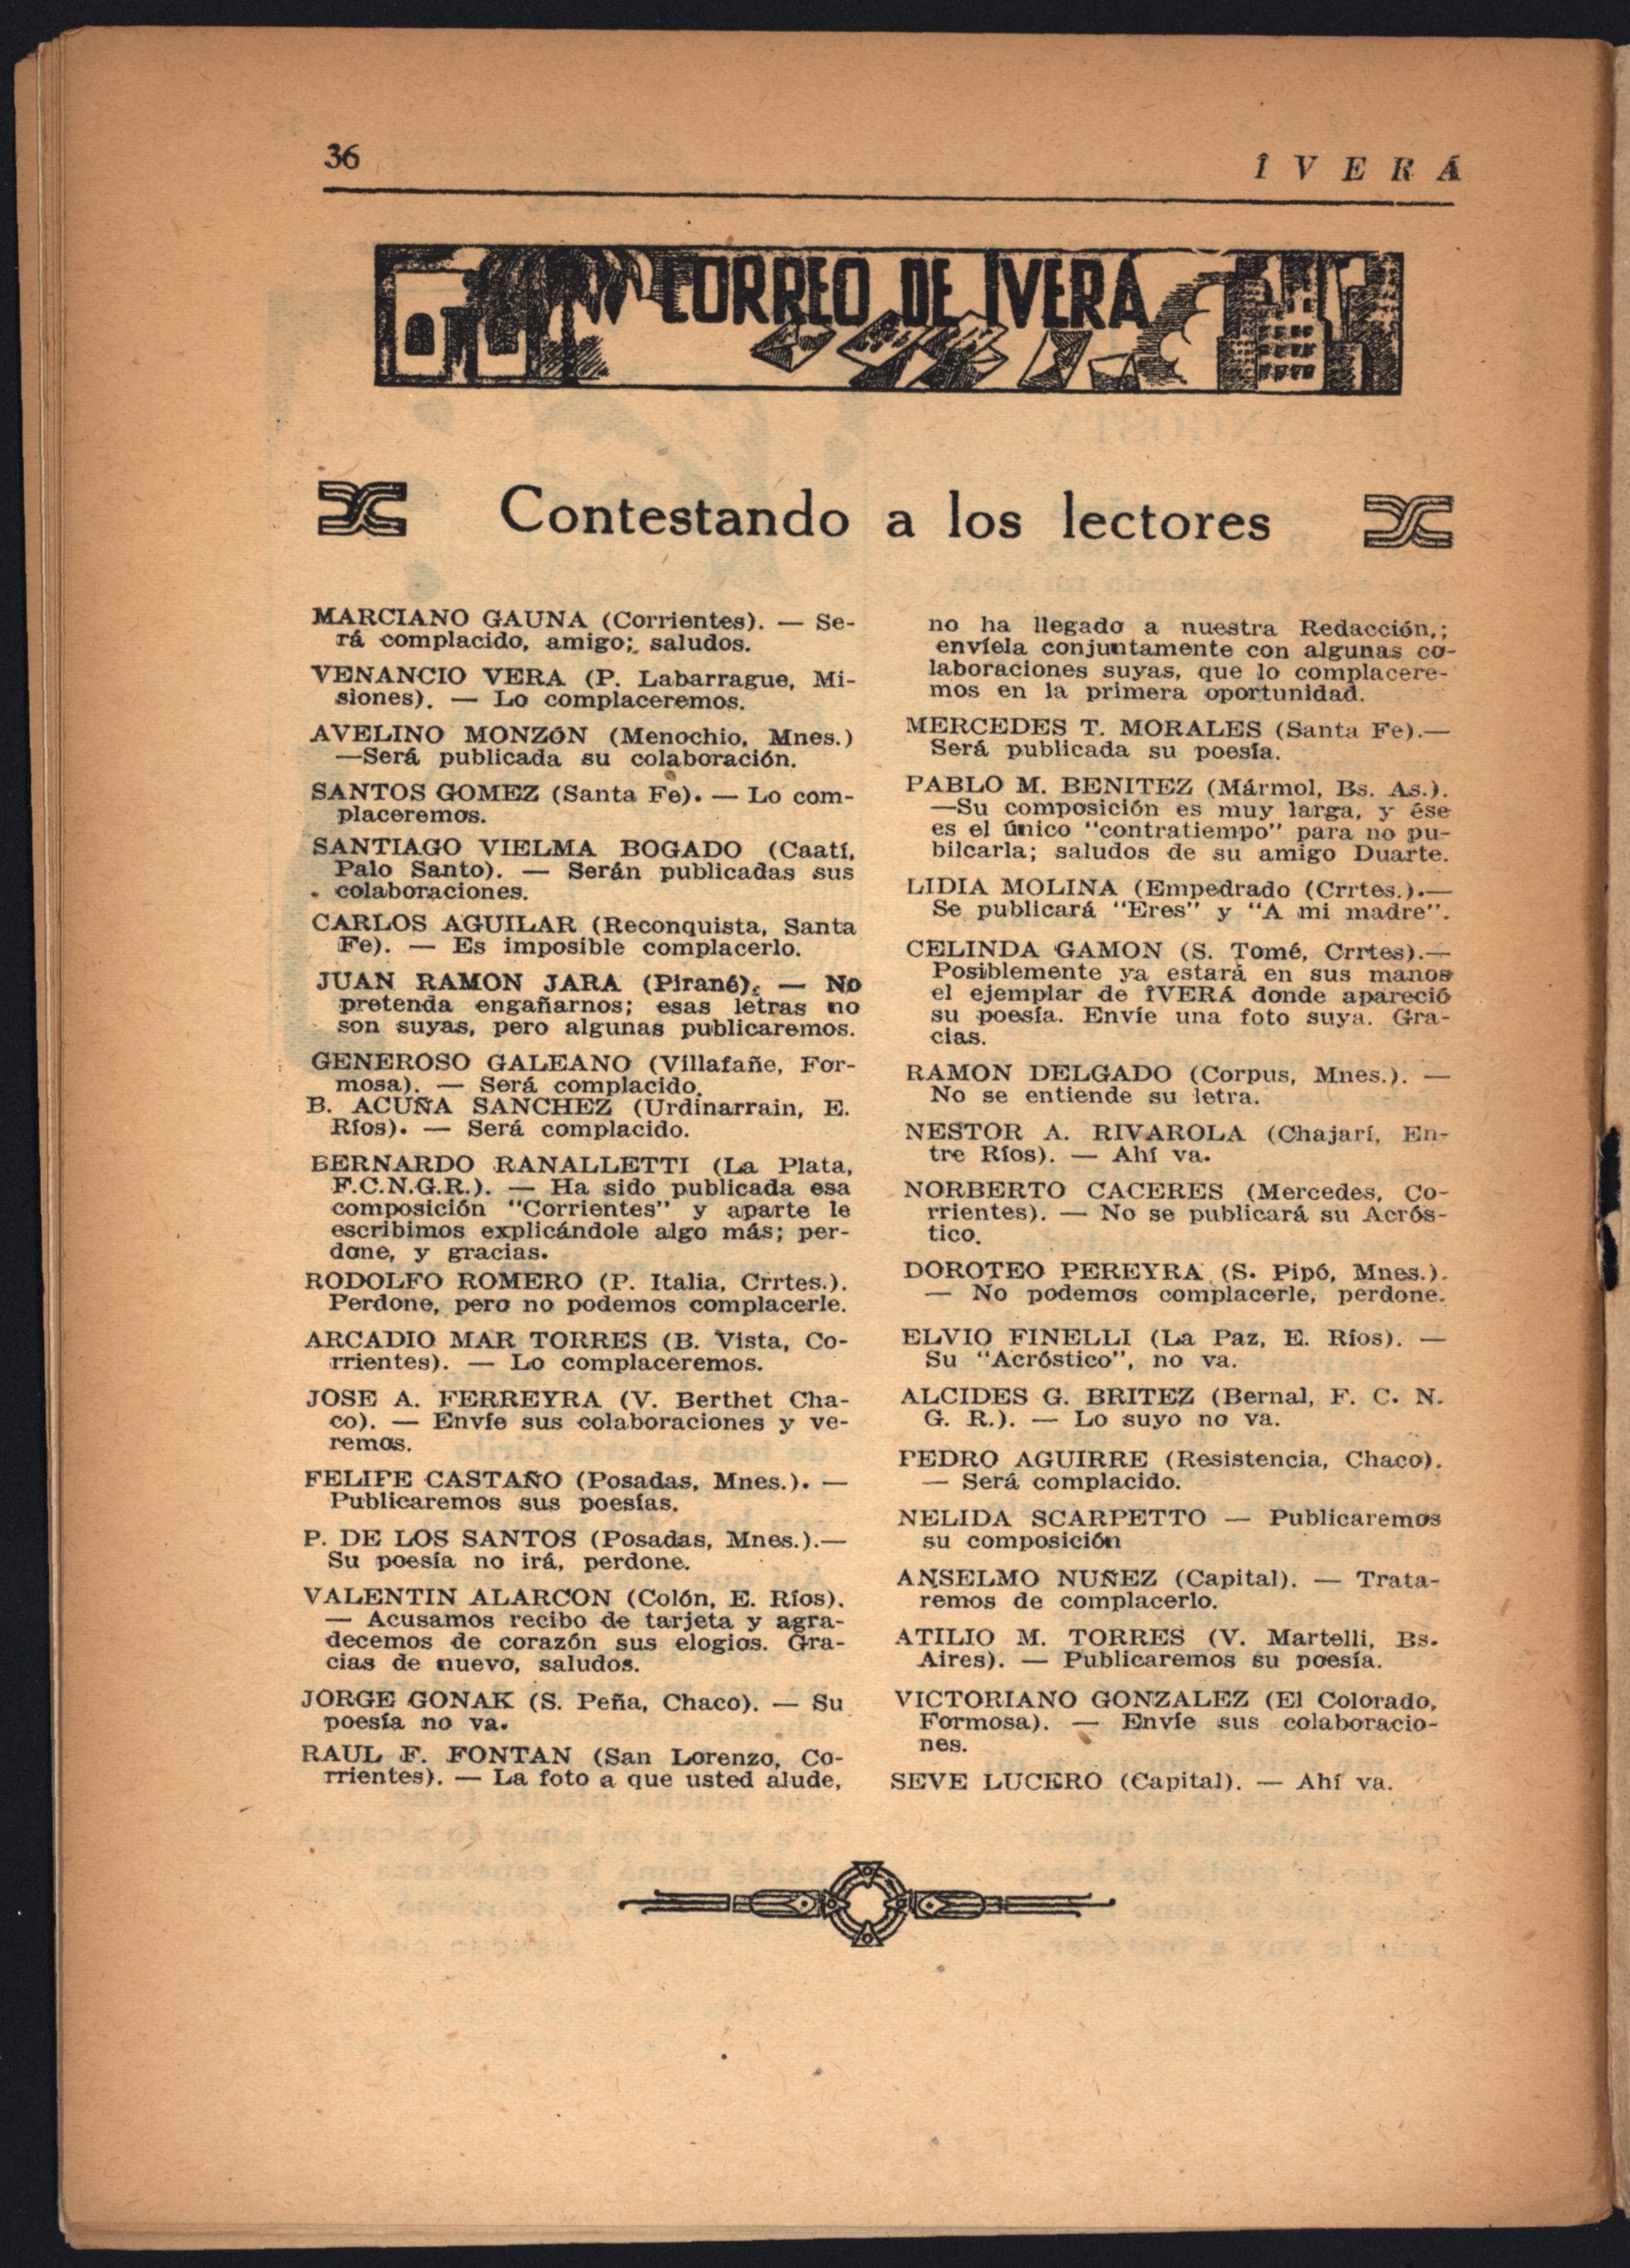 36
ÎVERÁ
CORREO DE IVERÁ
Contestando a los lectores
MARCIANO GAUNA (Corrientes). — Se-
rá complacido, amigo; saludos.
VENANCIO VERA (P. Labarrague, Mi-
siones). — Lo complaceremos.
AVELINO MONZÓN (Menochio, Mnes.)
—Será publicada su colaboración.
SANTOS GOMEZ (Santa Fe). — Lo com-
placeremos.
SANTIAGO VIELMA BOGADO (Caatí,
Palo Santo). — Serán publicadas sus
colaboraciones.
CARLOS AGUILAR (Reconquista, Santa
Fe). — Es imposible complacerlo.
JUAN RAMON JARA (Pirané). — No
pretenda engañarnos; esas letras no
son suyas, pero algunas publicaremos.
GENEROSO GALEANO (Villafañe, For-
mosa). — Será complacido.
B. ACUÑA SANCHEZ (Urdinarrain, E.
Ríos). — Será complacido.
BERNARDO RANALLETTI (La Plata,
F.C.N.G.R.). — Ha sido publicada esa
composición "Corrientes" y aparte le
escribimos explicándole algo más; per-
done, y gracias.
RODOLFO ROMERO (P. Italia, Crrtes.).
Perdone, pero no podemos complacerle.
ARCADIO MAR TORRES (B. Vista, Co-
rrientes). — Lo complaceremos.
JOSE A. FERREYRA (V. Berthet Cha-
co). — Envíe sus colaboraciones y ve-
remos.
FELIPE CASTAÑO (Posadas, Mnes.). —
Publicaremos sus poesías.
P. DE LOS SANTOS (Posadas, Mnes.).—
Su poesía no irá, perdone.
VALENTIN ALARCON (Colón, E. Ríos).
— Acusamos recibo de tarjeta y agra-
decemos de corazón sus elogios. Gra-
cias de nuevo, saludos.
JORGE GONAK (S. Peña, Chaco). — Su
poesía no va.
RAUL F. FONTAN (San Lorenzo, Co-
rrientes). — La foto a que usted alude,
no ha llegado a nuestra Redacción,;
envíela conjuntamente con algunas co-
laboraciones suyas, que lo complacere-
mos en la primera oportunidad.
MERCEDES T. MORALES (Santa Fe).—
Será publicada su poesía.
PABLO M. BENITEZ (Mármol, Bs. As.).
—Su composición es muy larga, y ése
es el único "contratiempo" para no pu-
bilcarla; saludos de su amigo Duarte.
LIDIA MOLINA (Empedrado (Crrtes.).—
Se publicará "Eres" y "A mi madre".
CELINDA GAMON (S. Tomé, Crrtes).—
Posiblemente ya estará en sus manos
el ejemplar de ÎVERÁ donde apareció
su poesía. Envíe una foto suya. Gra-
cias.
RAMON DELGADO (Corpus, Mnes.). —
No se entiende su letra.
NESTOR A. RIVAROLA (Chajarí, En-
tre Ríos). — Ahí va.
NORBERTO CACERES (Mercedes, Co-
rrientes). — No se publicará su Acrós-
tico.
DOROTEO PEREYRA (S. Pipó, Mnes.).
— No podemos complacerle, perdone.
ELVIO FINELLI (La Paz, E. Ríos). —
Su "Acróstico", no va.
ALCIDES G. BRITEZ (Bernal, F. C. N.
G. R.). — Lo suyo no va.
PEDRO AGUIRRE (Resistencia, Chaco).
— Será complacido.
NELIDA SCARPETTO — Publicaremos
su composición
ANSELMO NUÑEZ (Capital). — Trata-
remos de complacerlo.
ATILIO M. TORRES (V. Martelli, Bs.
Aires). — Publicaremos su poesía.
VICTORIANO GONZALEZ (El Colorado,
Formosa). — Envíe sus colaboracio-
nes.
SEVE LUCERO (Capital). — Ahí va.